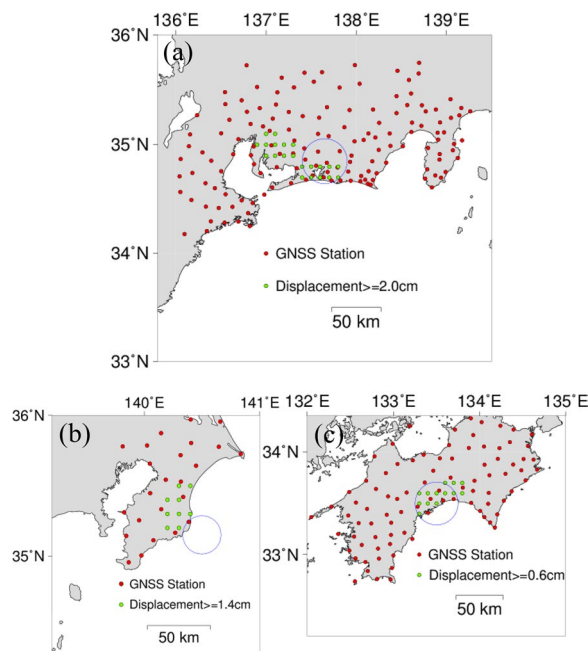 136°E 137°E 138°E 139°E
36°N
(a)
35°N
34°N
GNSS Station
Displacement>=2.0cm
50 km
33°N
140°E 141°E
36°N
(b)
35°N
GNSS Station
Displacement>=1.4cm
50 km
132°E 133°E 134°E 135°E
(c)
34°N
33°N
GNSS Station
Displacement>=0.6cm
50 km